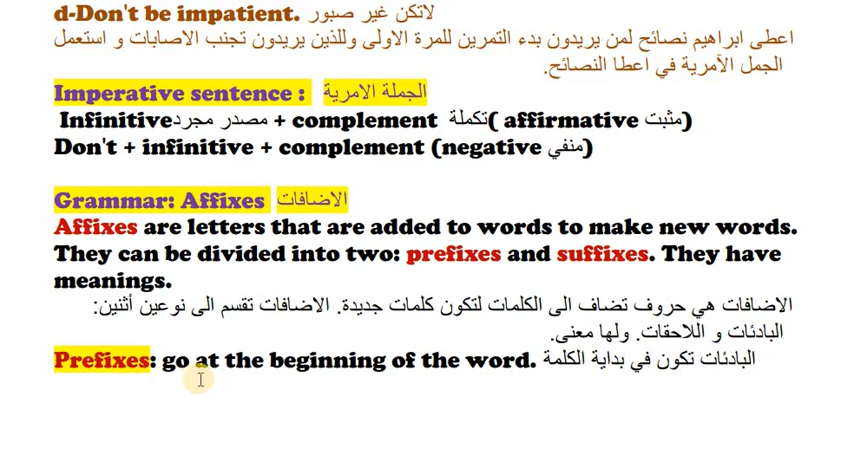 d-Don't be impatient. لاتكن غير صبور
اعطى ابراهيم نصائح لمن يريدون بدء التمرين للمرة الاولى وللذين يريدون تجنب الاصابات و استعمل
الجمل الآمرية في اعطا النصائح.
Imperative sentence : الجملة الامرية
Infinitive مصدر مجرد + complement تكملة ( affirmative مثبت)
Don't + infinitive + complement (negative منفي)
Grammar: Affixes الاضافات
Affixes are letters that are added to words to make new words.
They can be divided into two: prefixes and suffixes. They have
meanings.
الاضافات هي حروف تضاف الى الكلمات لتكون كلمات جديدة. الاضافات تقسم الى نوعين أثنين:
البادئات و اللاحقات. ولها معنى.
Prefixes: go at the beginning of the word. البادئات تكون في بداية الكلمة